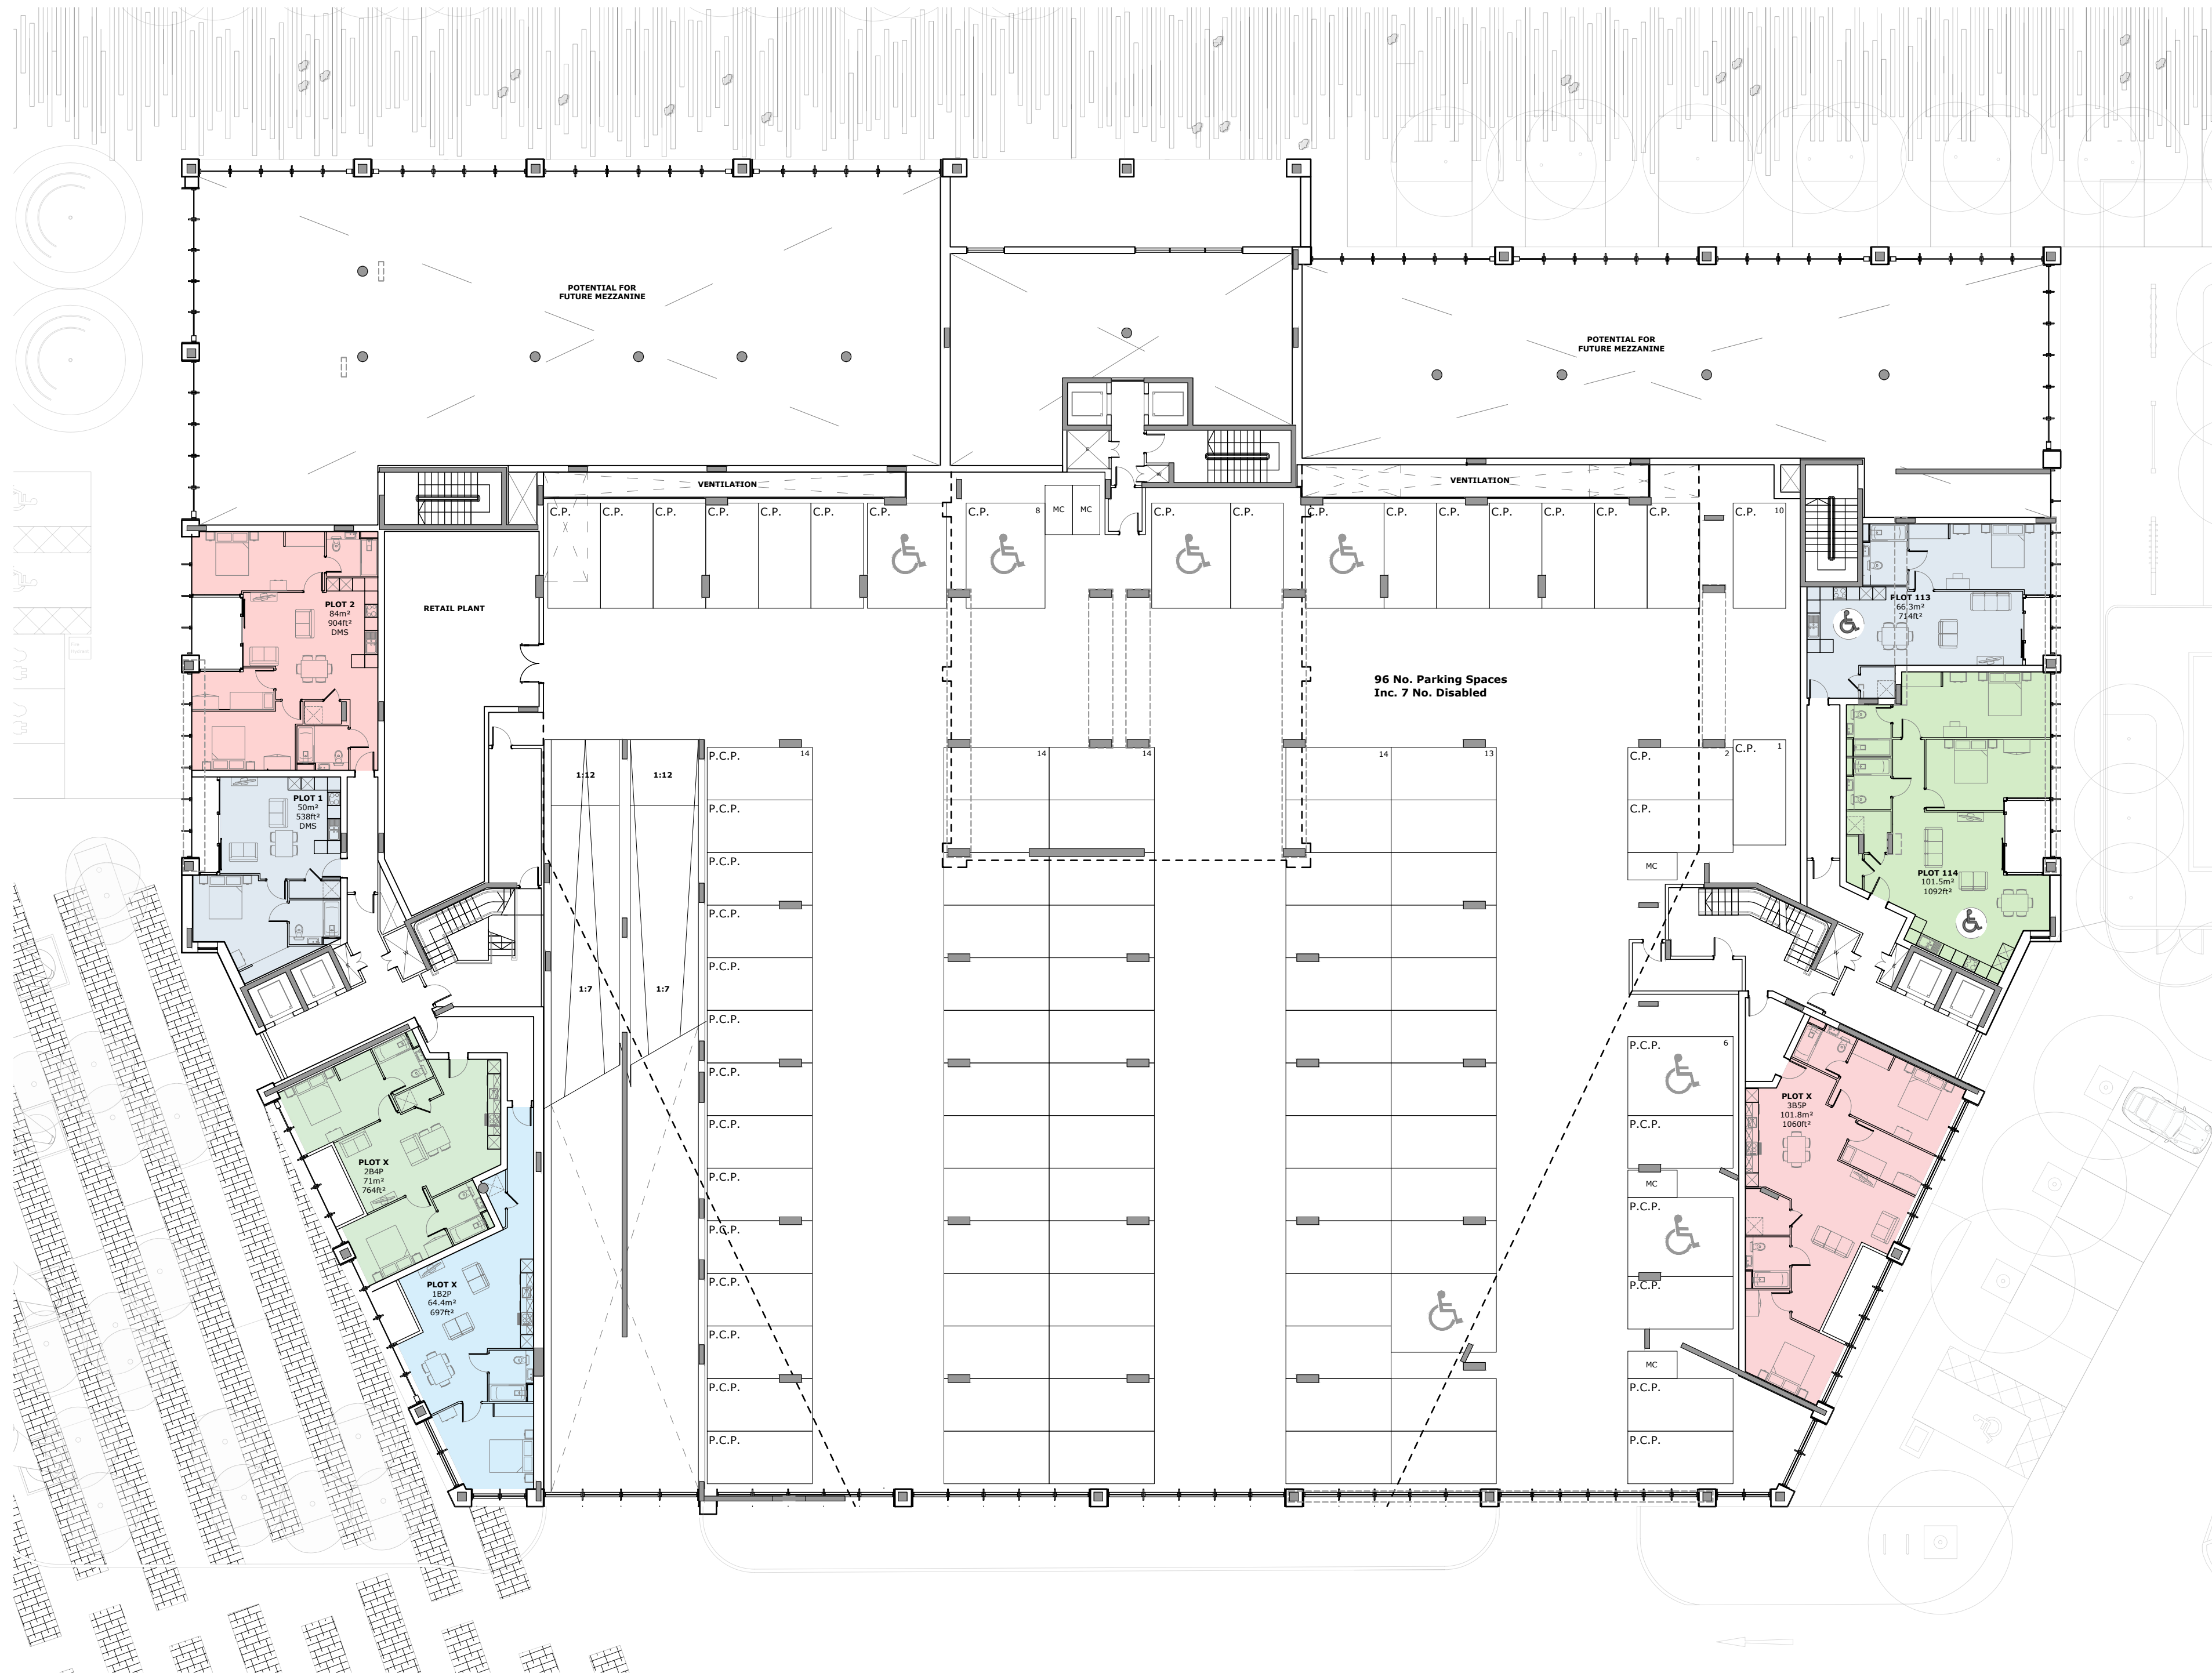 POTENTIAL FOR
FUTURE MEZZANINE
POTENTIAL FOR
FUTURE MEZZANINE
VENTILATION
VENTILATION
C.P.
C.P.
C.P.
C.P.
C.P.
C.P.
C.P.
C.P. 8
MC
MC
C.P.
C.P.
C.P.
C.P.
C.P.
C.P.
C.P.
C.P.
C.P.
C.P. 10
PLOT 2
84m²
904ft²
DMS
RETAIL PLANT
PLOT 113
66.3m²
714ft²
96 No. Parking Spaces
Inc. 7 No. Disabled
PLOT 1
50m²
538ft²
DMS
1:12
1:12
P.C.P. 14
14
14
14
13
C.P. 2
C.P. 1
P.C.P.
C.P.
P.C.P.
MC
PLOT 114
101.5m²
1092ft²
P.C.P.
P.C.P.
1:7
1:7
P.C.P.
P.C.P.
P.C.P.
P.C.P.
P.C.P.
P.C.P.
P.C.P.
P.C.P.
P.C.P.
P.C.P. 6
P.C.P.
MC
P.C.P.
P.C.P.
MC
P.C.P.
P.C.P.
PLOT X
3B5P
101.8m²
1060ft²
PLOT X
2B4P
71m²
764ft²
PLOT X
1B2P
64.4m²
697ft²